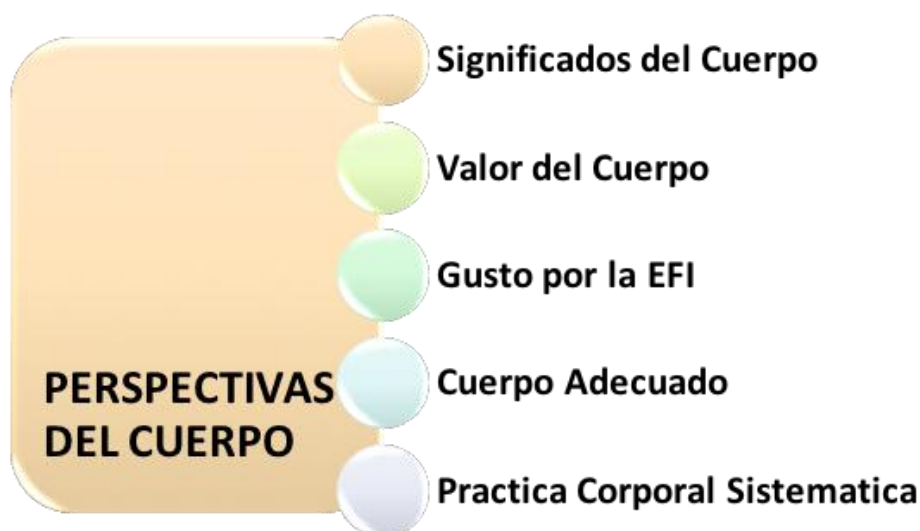 Significados del Cuerpo
Valor del Cuerpo
Gusto por la EFI
Cuerpo Adecuado
Practica Corporal Sistematica
PERSPECTIVAS
DEL CUERPO